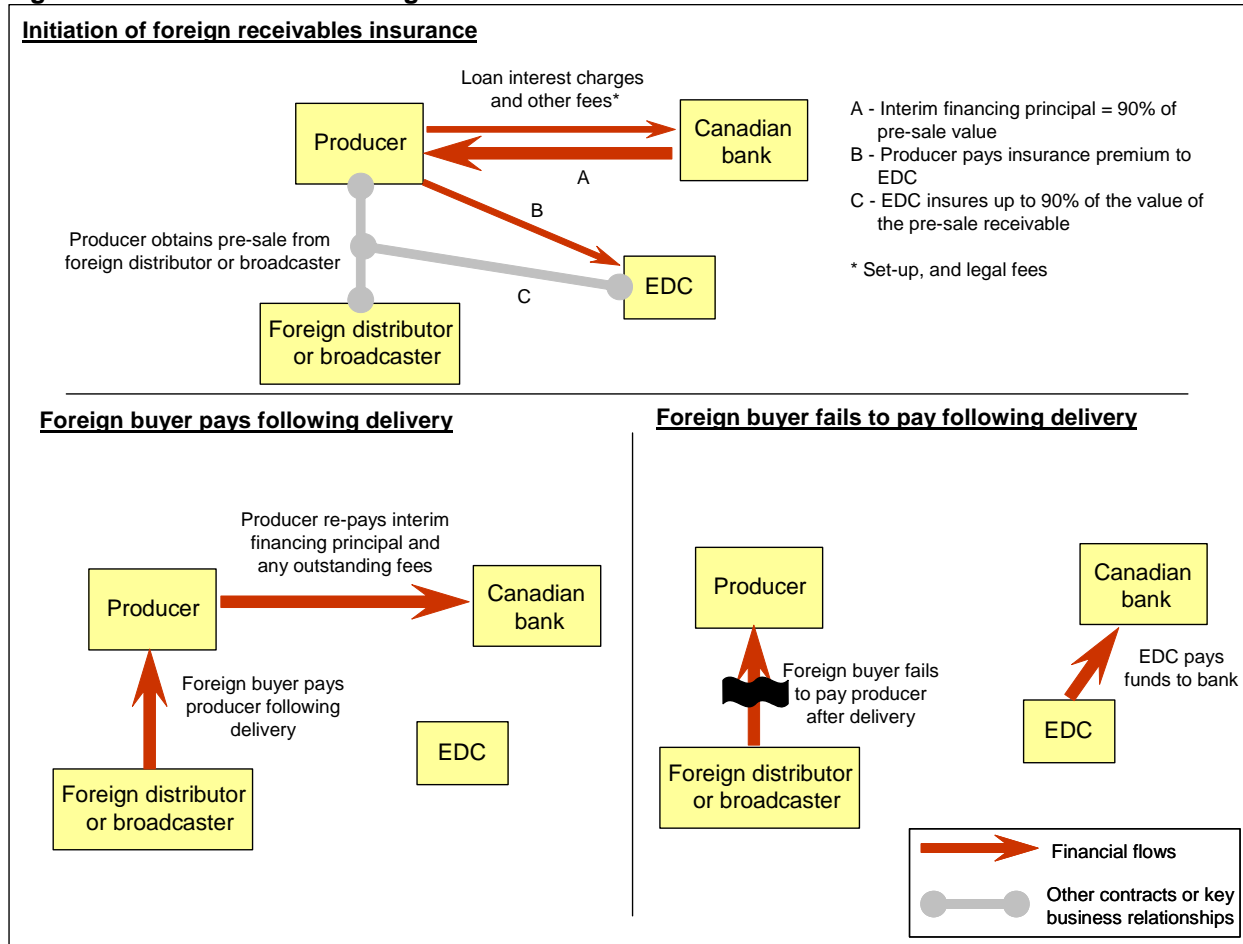 Initiation of foreign receivables insurance
Loan interest charges
and other fees*
Producer
Canadian
bank
A
B
Producer obtains pre-sale from
foreign distributor or broadcaster
C
EDC
Foreign distributor
or broadcaster
A - Interim financing principal = 90% of
pre-sale value
B - Producer pays insurance premium to
EDC
C - EDC insures up to 90% of the value of
the pre-sale receivable
* Set-up, and legal fees
Foreign buyer pays following delivery
Producer re-pays interim
financing principal and
any outstanding fees
Producer
Canadian
bank
Foreign buyer pays
producer following
delivery
EDC
Foreign distributor
or broadcaster
Foreign buyer fails to pay following delivery
Producer
Canadian
bank
Foreign buyer fails
to pay producer
after delivery
EDC pays
funds to bank
EDC
Foreign distributor
or broadcaster
Financial flows
Other contracts or key
business relationships